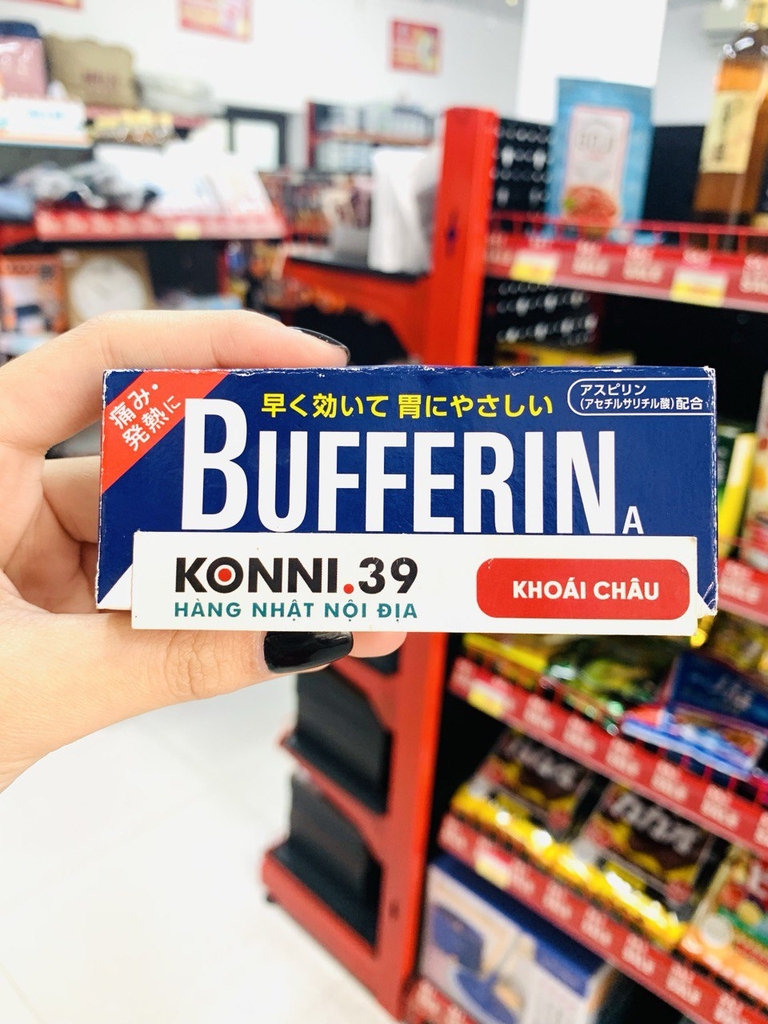 痛み・
発熱に
早く効いて 胃にやさしい
アスピリン
(アセチルサリチル酸)配合
BUFFERIN A
KONNI.39
HÀNG NHẬT NỘI ĐỊA
KHOÁI CHÂU